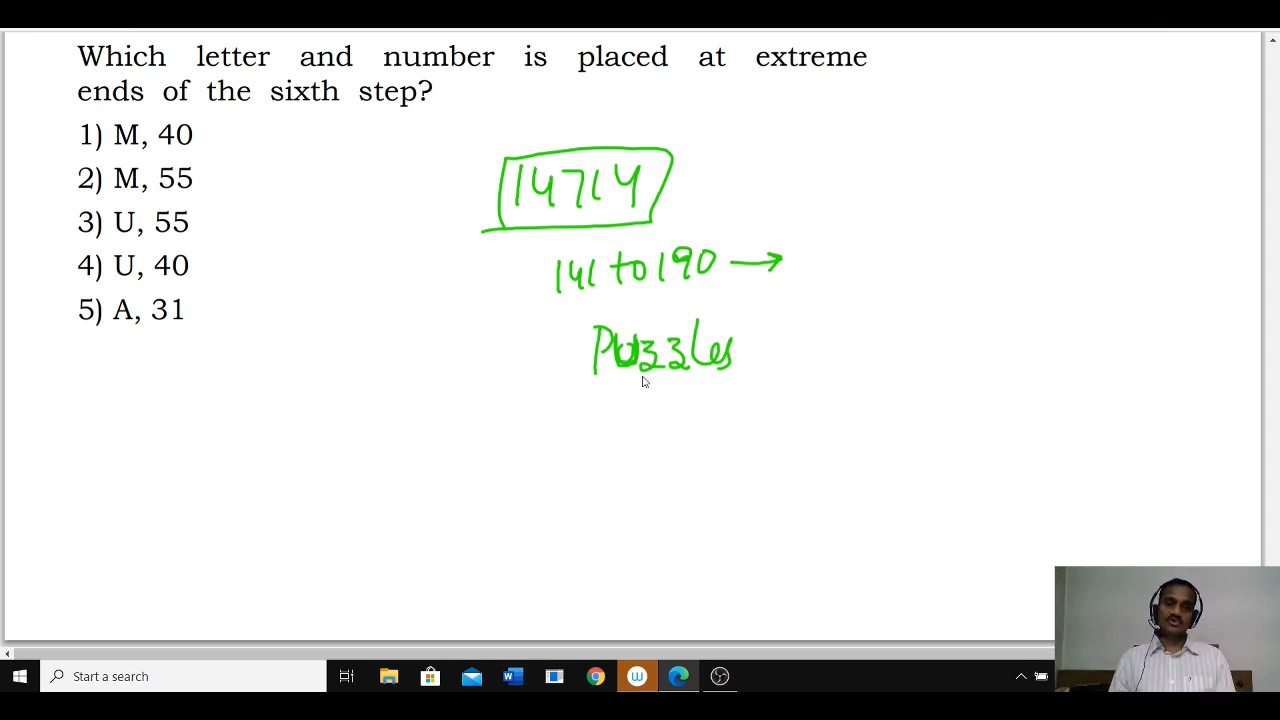 Which letter and number is placed at extreme
ends of the sixth step?
1) M, 40
2) M, 55
3) U, 55
4) U, 40
5) A, 31
14714
141 to 190 →
Puzzles
Start a search